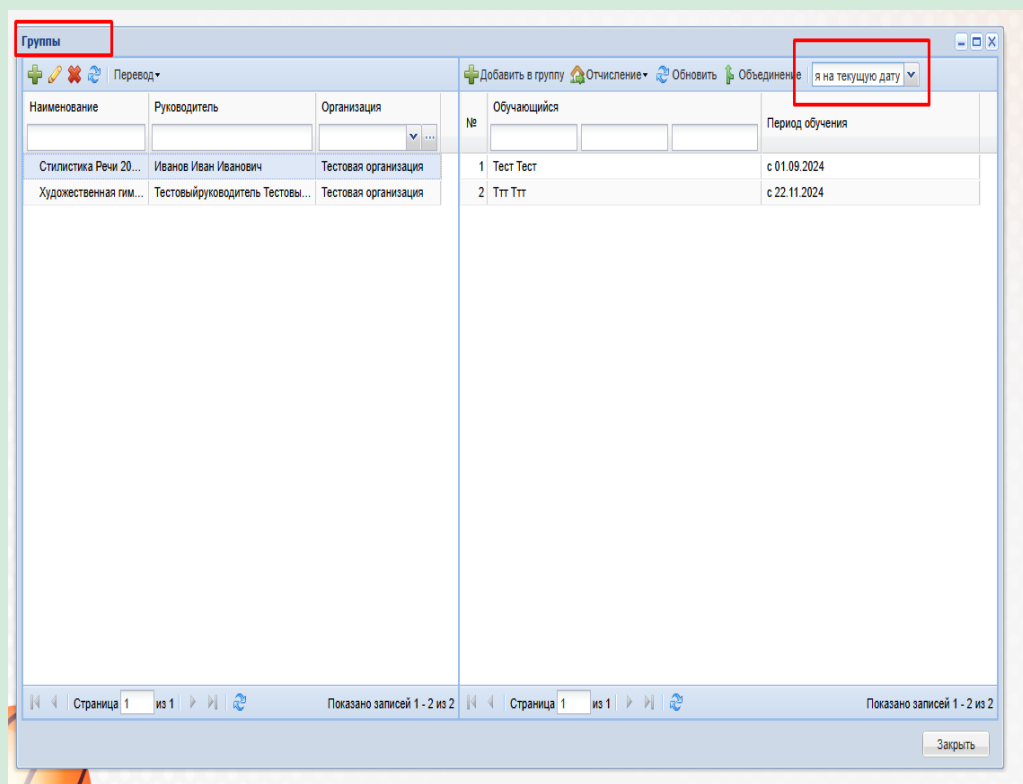 Группы
Перевод
Добавить в группу Отчисление Обновить Объединение я на текущую дату
Наименование Руководитель Организация
№ Обучающийся Период обучения
Стилистика Речи 20... Иванов Иван Иванович Тестовая организация
Художественная гим... Тестовыйруководитель Тестовы... Тестовая организация
1 Тест Тест с 01.09.2024
2 Ттт Ттт с 22.11.2024
Страница 1 из 1 Показано записей 1 - 2 из 2
Страница 1 из 1 Показано записей 1 - 2 из 2
Закрыть